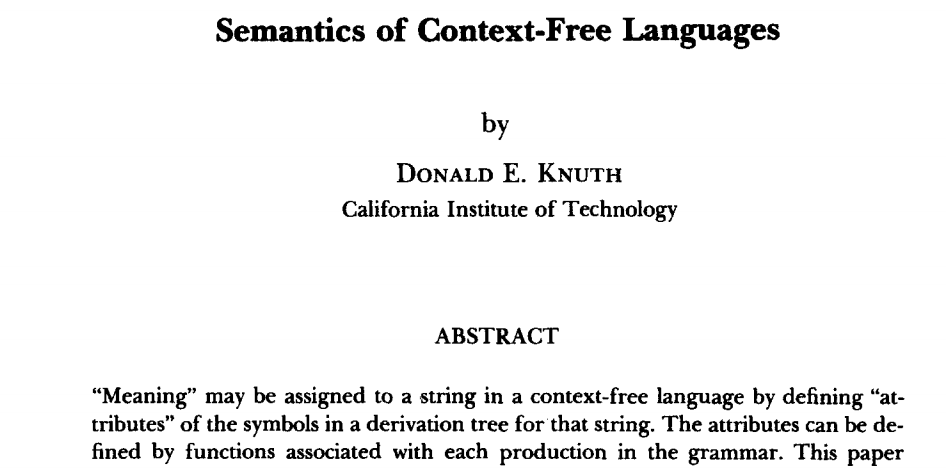 Semantics of Context-Free Languages
by
DONALD E. KNUTH
California Institute of Technology
ABSTRACT
“Meaning” may be assigned to a string in a context-free language by defining “at-
tributes” of the symbols in a derivation tree for that string. The attributes can be de-
fined by functions associated with each production in the grammar. This paper